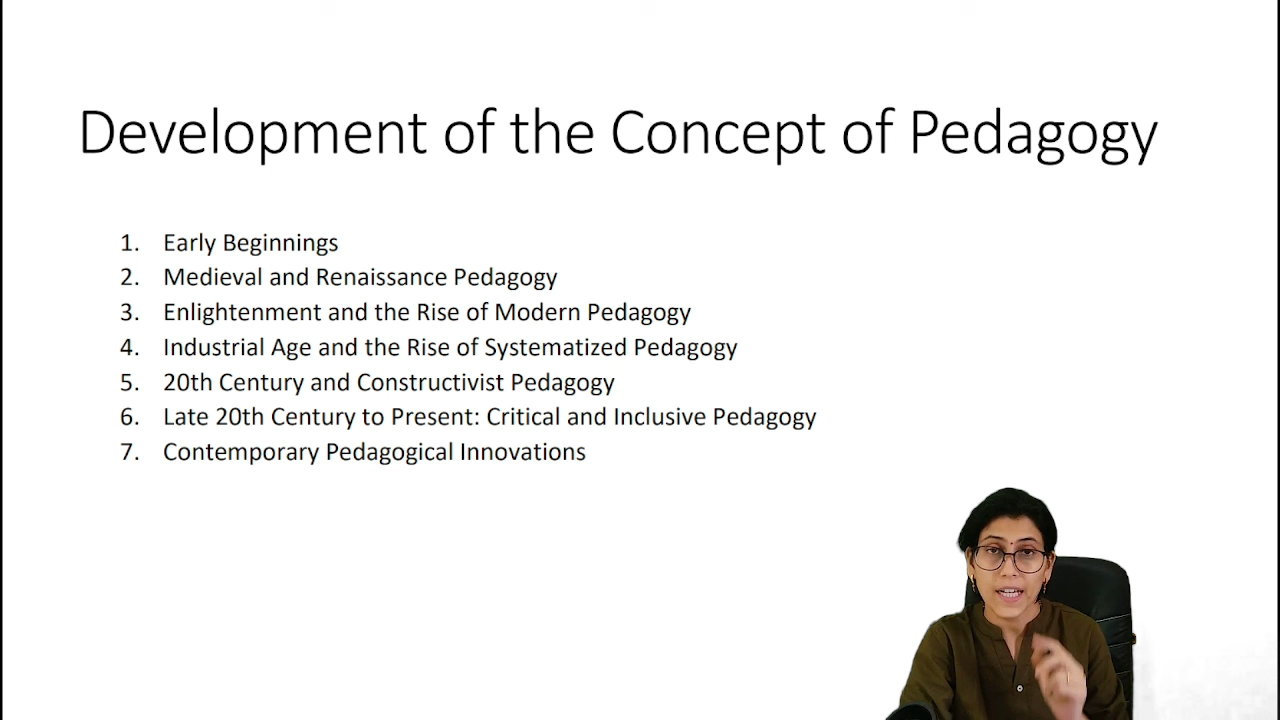 Development of the Concept of Pedagogy
1. Early Beginnings
2. Medieval and Renaissance Pedagogy
3. Enlightenment and the Rise of Modern Pedagogy
4. Industrial Age and the Rise of Systematized Pedagogy
5. 20th Century and Constructivist Pedagogy
6. Late 20th Century to Present: Critical and Inclusive Pedagogy
7. Contemporary Pedagogical Innovations